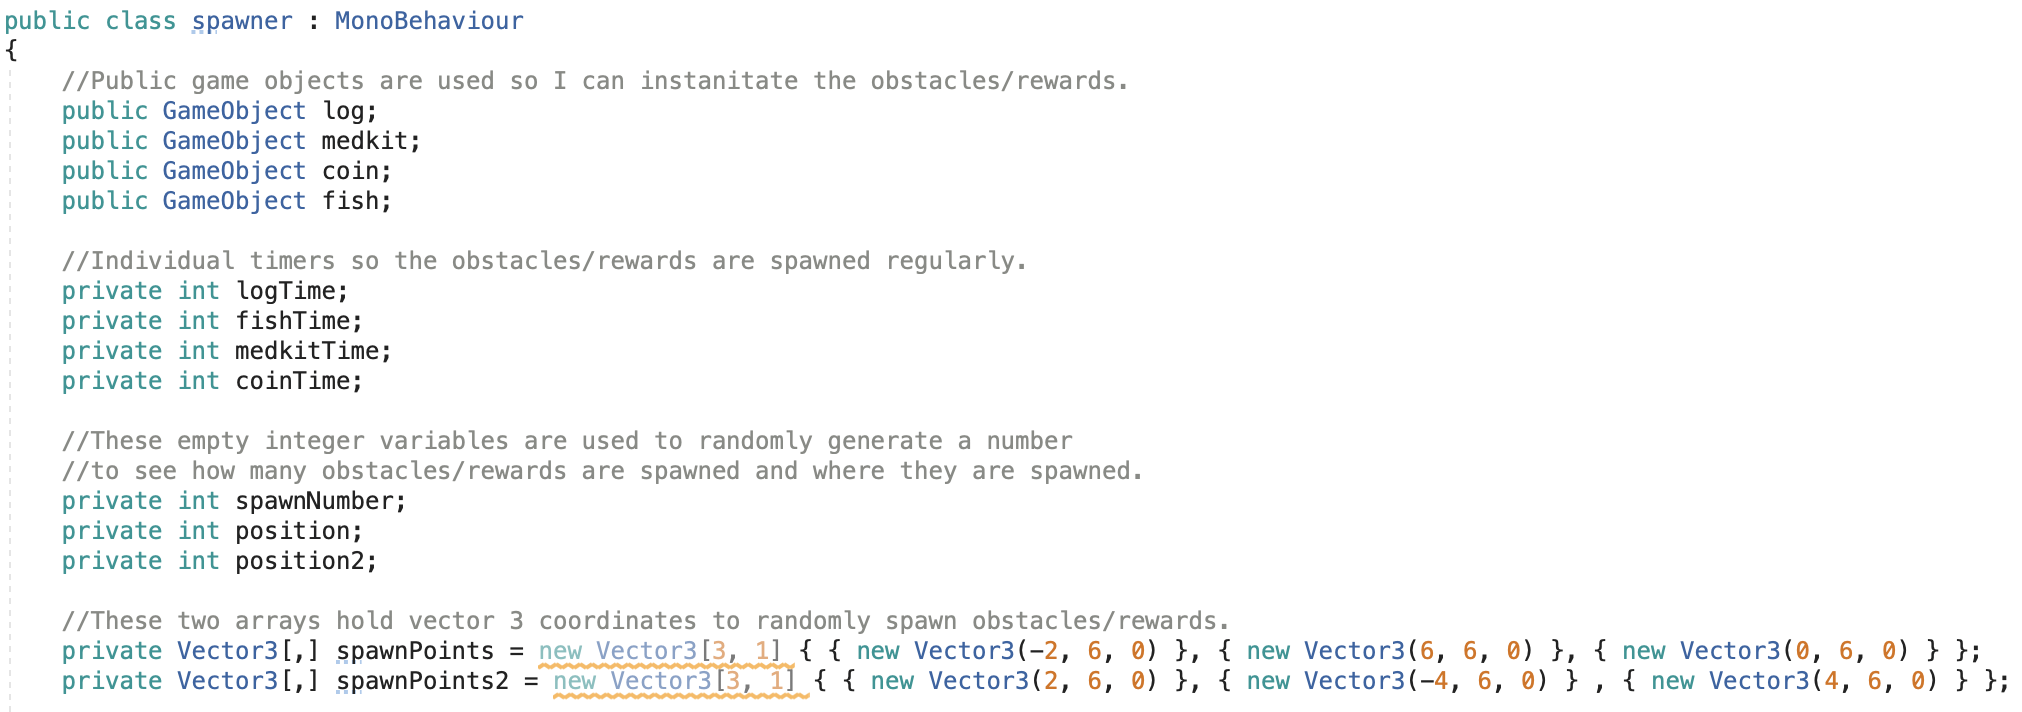 public class spawner : MonoBehaviour
{
//Public game objects are used so I can instanitate the obstacles/rewards.
public GameObject log;
public GameObject medkit;
public GameObject coin;
public GameObject fish;
//Individual timers so the obstacles/rewards are spawned regularly.
private int logTime;
private int fishTime;
private int medkitTime;
private int coinTime;
//These empty integer variables are used to randomly generate a number
//to see how many obstacles/rewards are spawned and where they are spawned.
private int spawnNumber;
private int position;
private int position2;
//These two arrays hold vector 3 coordinates to randomly spawn obstacles/rewards.
private Vector3[,] spawnPoints = new Vector3[3, 1] { { new Vector3(-2, 6, 0) }, { new Vector3(6, 6, 0) }, { new Vector3(0, 6, 0) } };
private Vector3[,] spawnPoints2 = new Vector3[3, 1] { { new Vector3(2, 6, 0) }, { new Vector3(-4, 6, 0) } , { new Vector3(4, 6, 0) } };